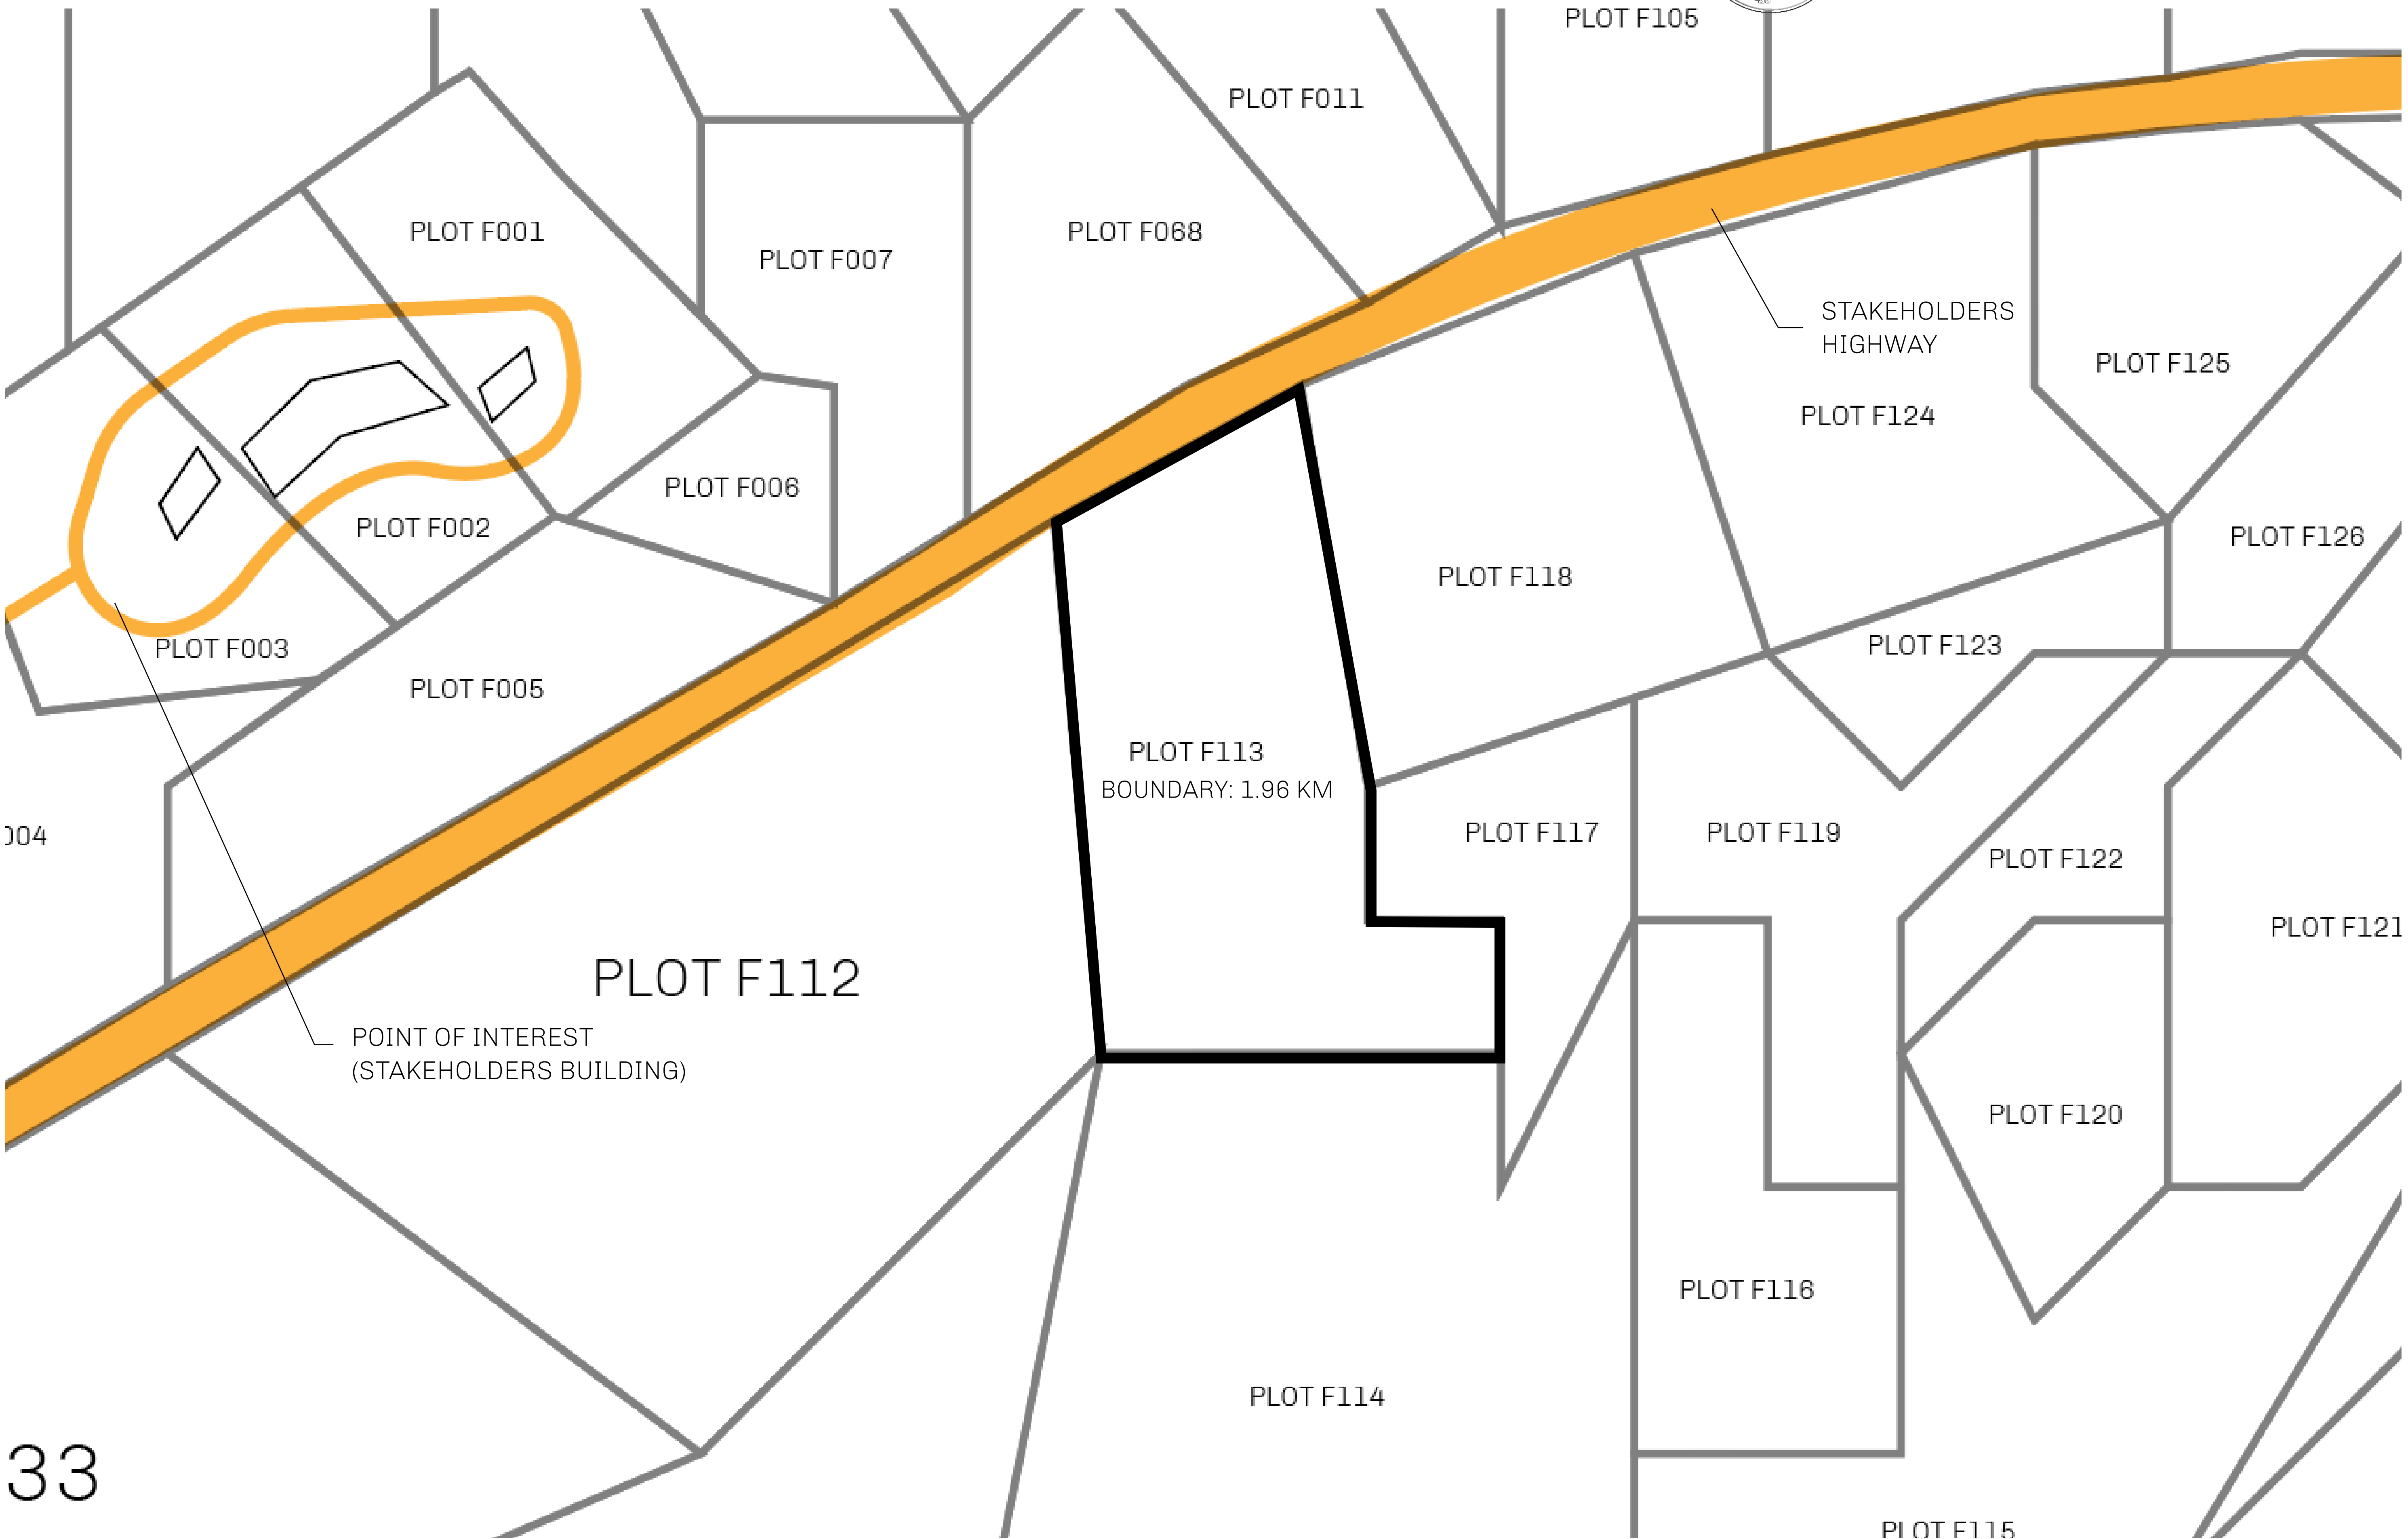 PLOT F105
PLOT F011
PLOT F001
PLOT F068
PLOT F007
STAKEHOLDERS
HIGHWAY
PLOT F125
PLOT F124
PLOT F006
PLOT F002
PLOT F126
PLOT F118
PLOT F003
PLOT F123
PLOT F005
PLOT F113
BOUNDARY: 1.96 KM
004
PLOT F117
PLOT F119
PLOT F122
PLOT F121
PLOT F112
POINT OF INTEREST
(STAKEHOLDERS BUILDING)
PLOT F120
PLOT F116
PLOT F114
33
PLOT F115